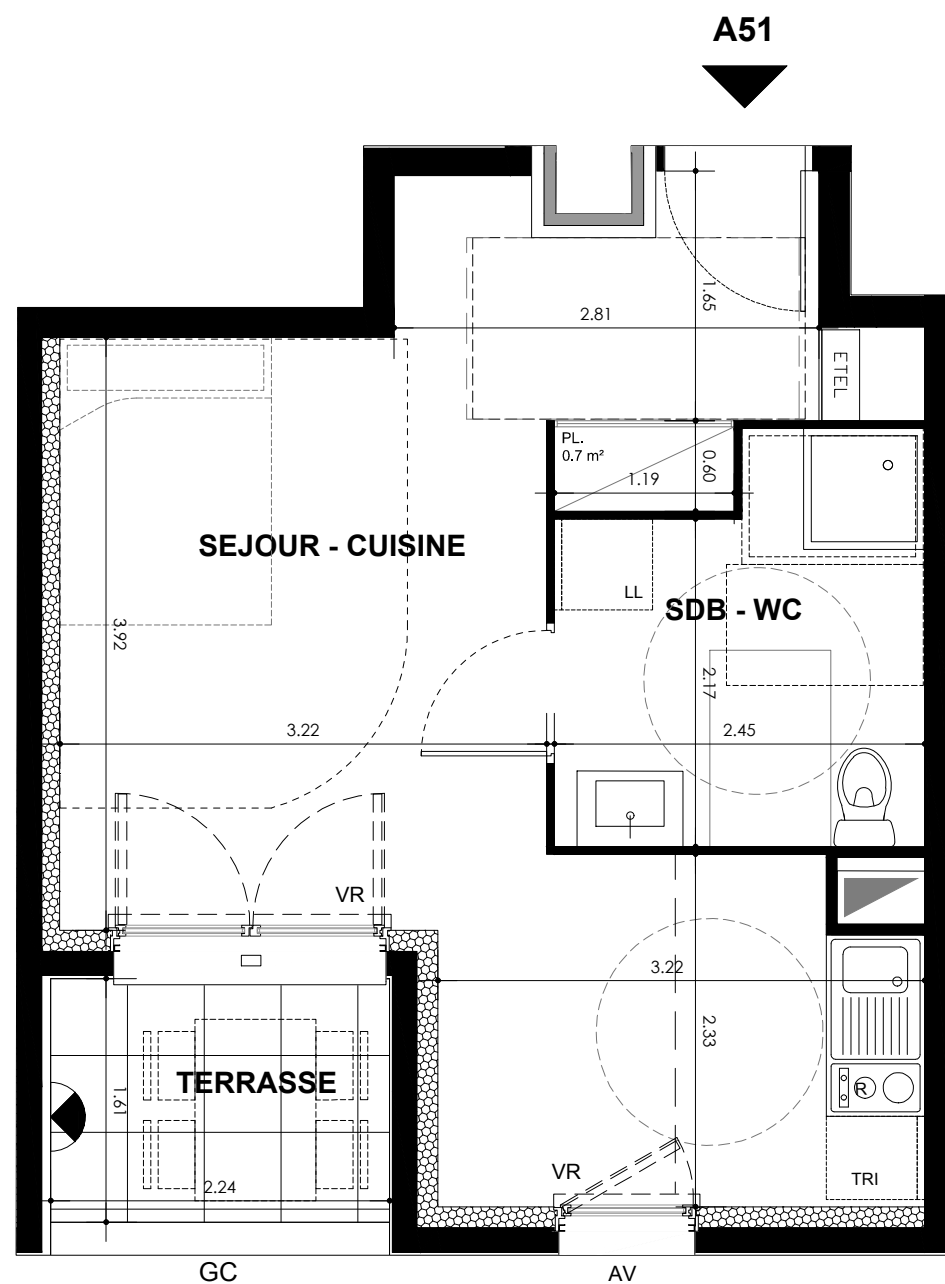 A51
1.65
2.81
ETEL
PL.
0.7 m²
0.60
1.19
SEJOUR - CUISINE
LL
SDB - WC
3.92
2.17
3.22
2.45
VR
3.22
2.33
TERRASSE
1.61
R
VR
TRI
2.24
GC
AV